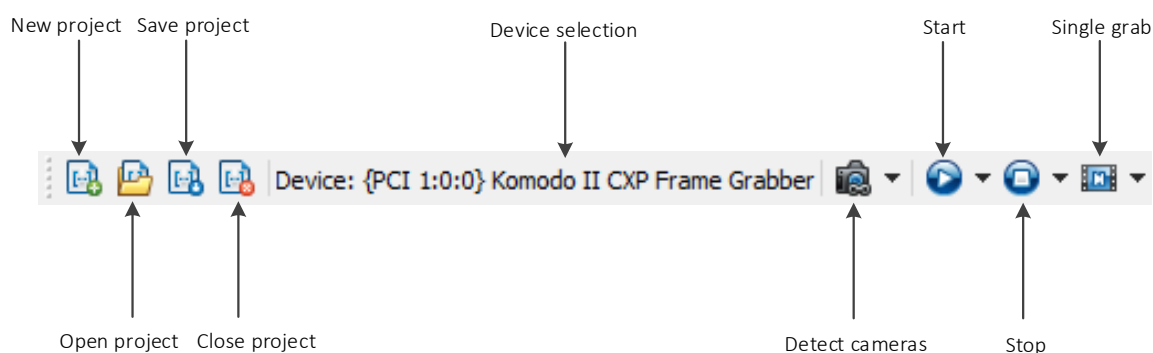 New project Save project Device selection Start Single grab
Device: {PCI 1:0:0} Komodo II CXP Frame Grabber
Open project Close project Detect cameras Stop